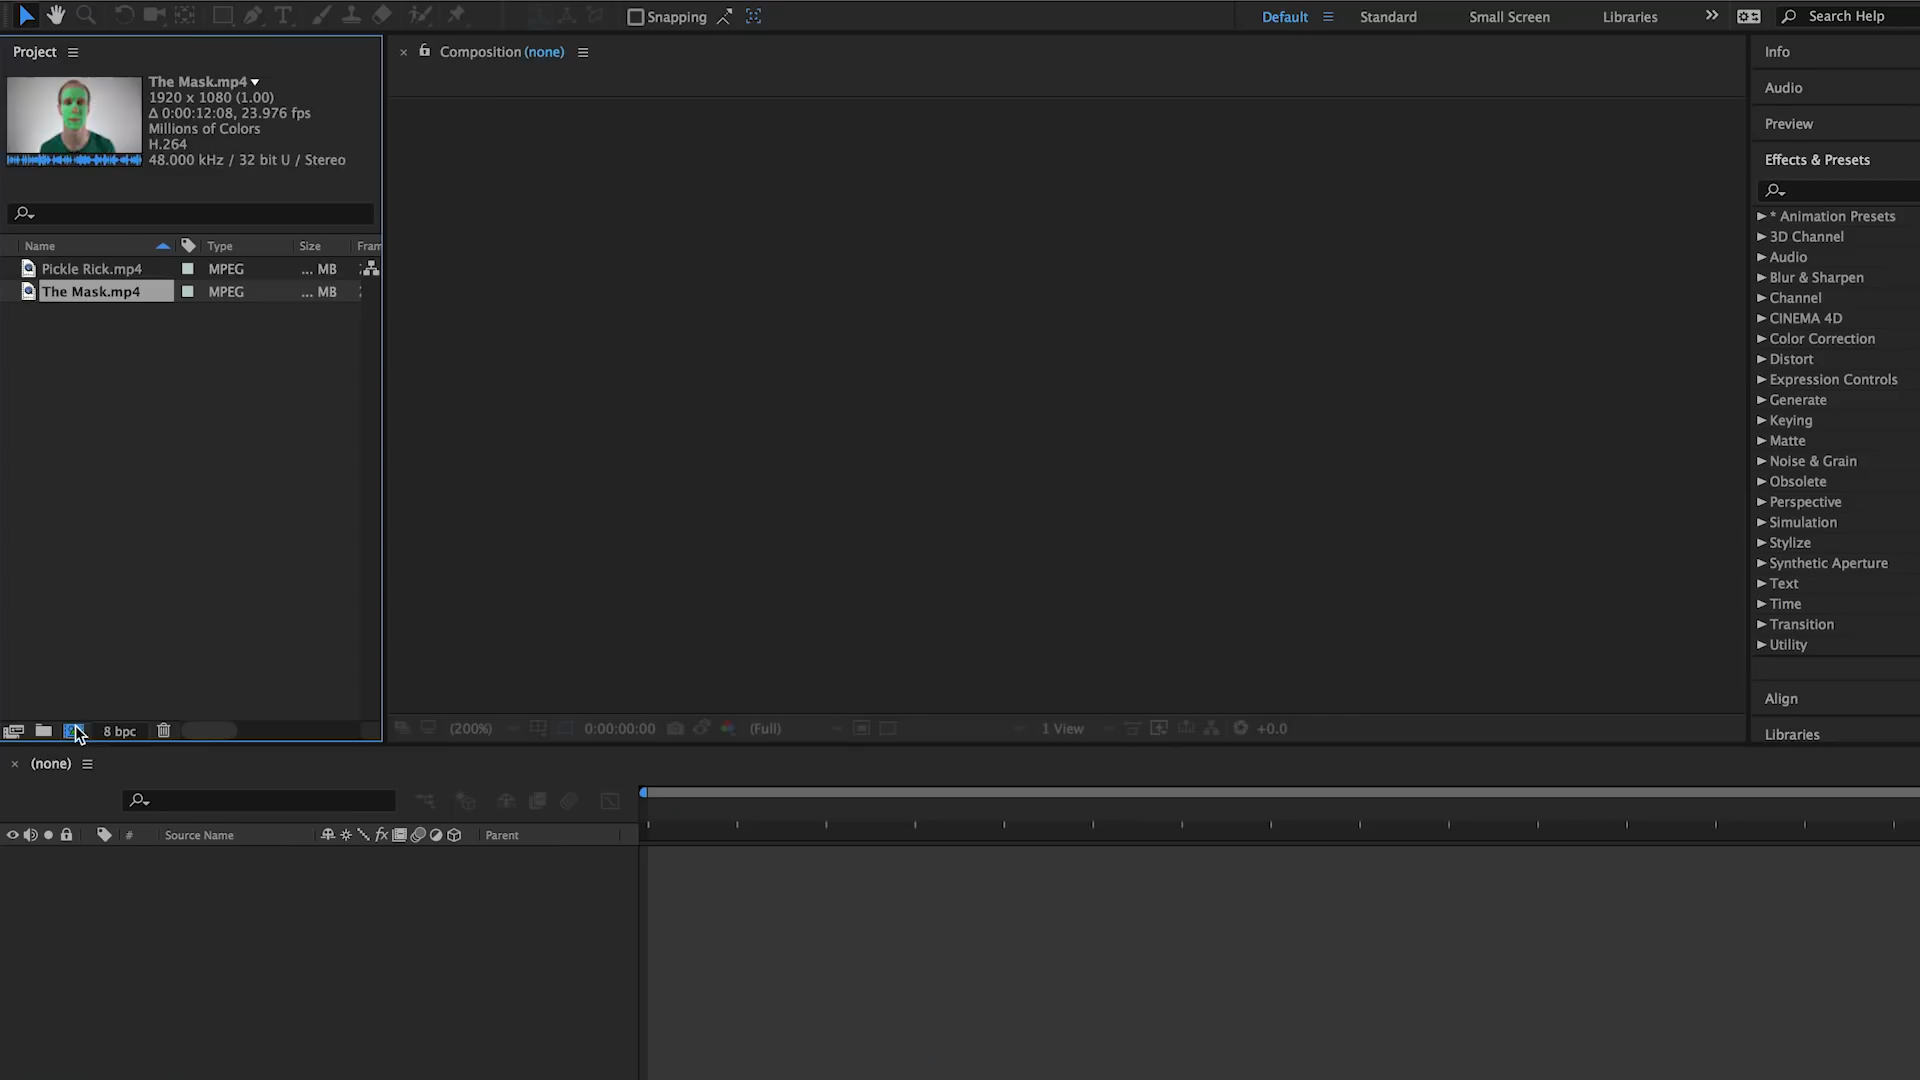 Snapping
Default
Standard
Small Screen
Libraries
Search Help
Project
Composition (none)
Info
The Mask.mp4
1920 x 1080 (1.00)
Δ 0:00:12:08, 23.976 fps
Millions of Colors
H.264
48.000 kHz / 32 bit U / Stereo
Audio
Preview
Effects & Presets
Name Type Size Fram
Pickle Rick.mp4 MPEG ... MB
The Mask.mp4 MPEG ... MB
* Animation Presets
3D Channel
Audio
Blur & Sharpen
Channel
CINEMA 4D
Color Correction
Distort
Expression Controls
Generate
Keying
Matte
Noise & Grain
Obsolete
Perspective
Simulation
Stylize
Synthetic Aperture
Text
Time
Transition
Utility
Align
Libraries
8 bpc
(200%) 0:00:00:00 (Full) 1 View +0.0
(none)
# Source Name fx Parent